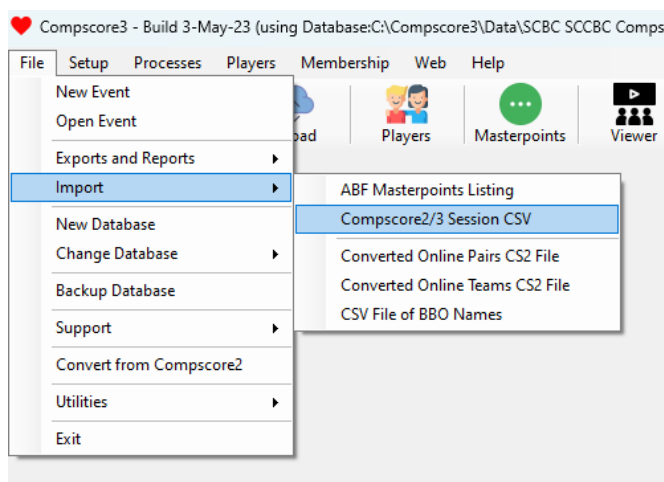 Compscore3 - Build 3-May-23 (using Database:C:\Compscore3\Data\SCBC SCCBC Comps
File Setup Processes Players Membership Web Help
New Event
Open Event
Exports and Reports
Import
New Database
Change Database
Backup Database
Support
Convert from Compscore2
Utilities
Exit
oad Players Masterpoints Viewer
ABF Masterpoints Listing
Compscore2/3 Session CSV
Converted Online Pairs CS2 File
Converted Online Teams CS2 File
CSV File of BBO Names